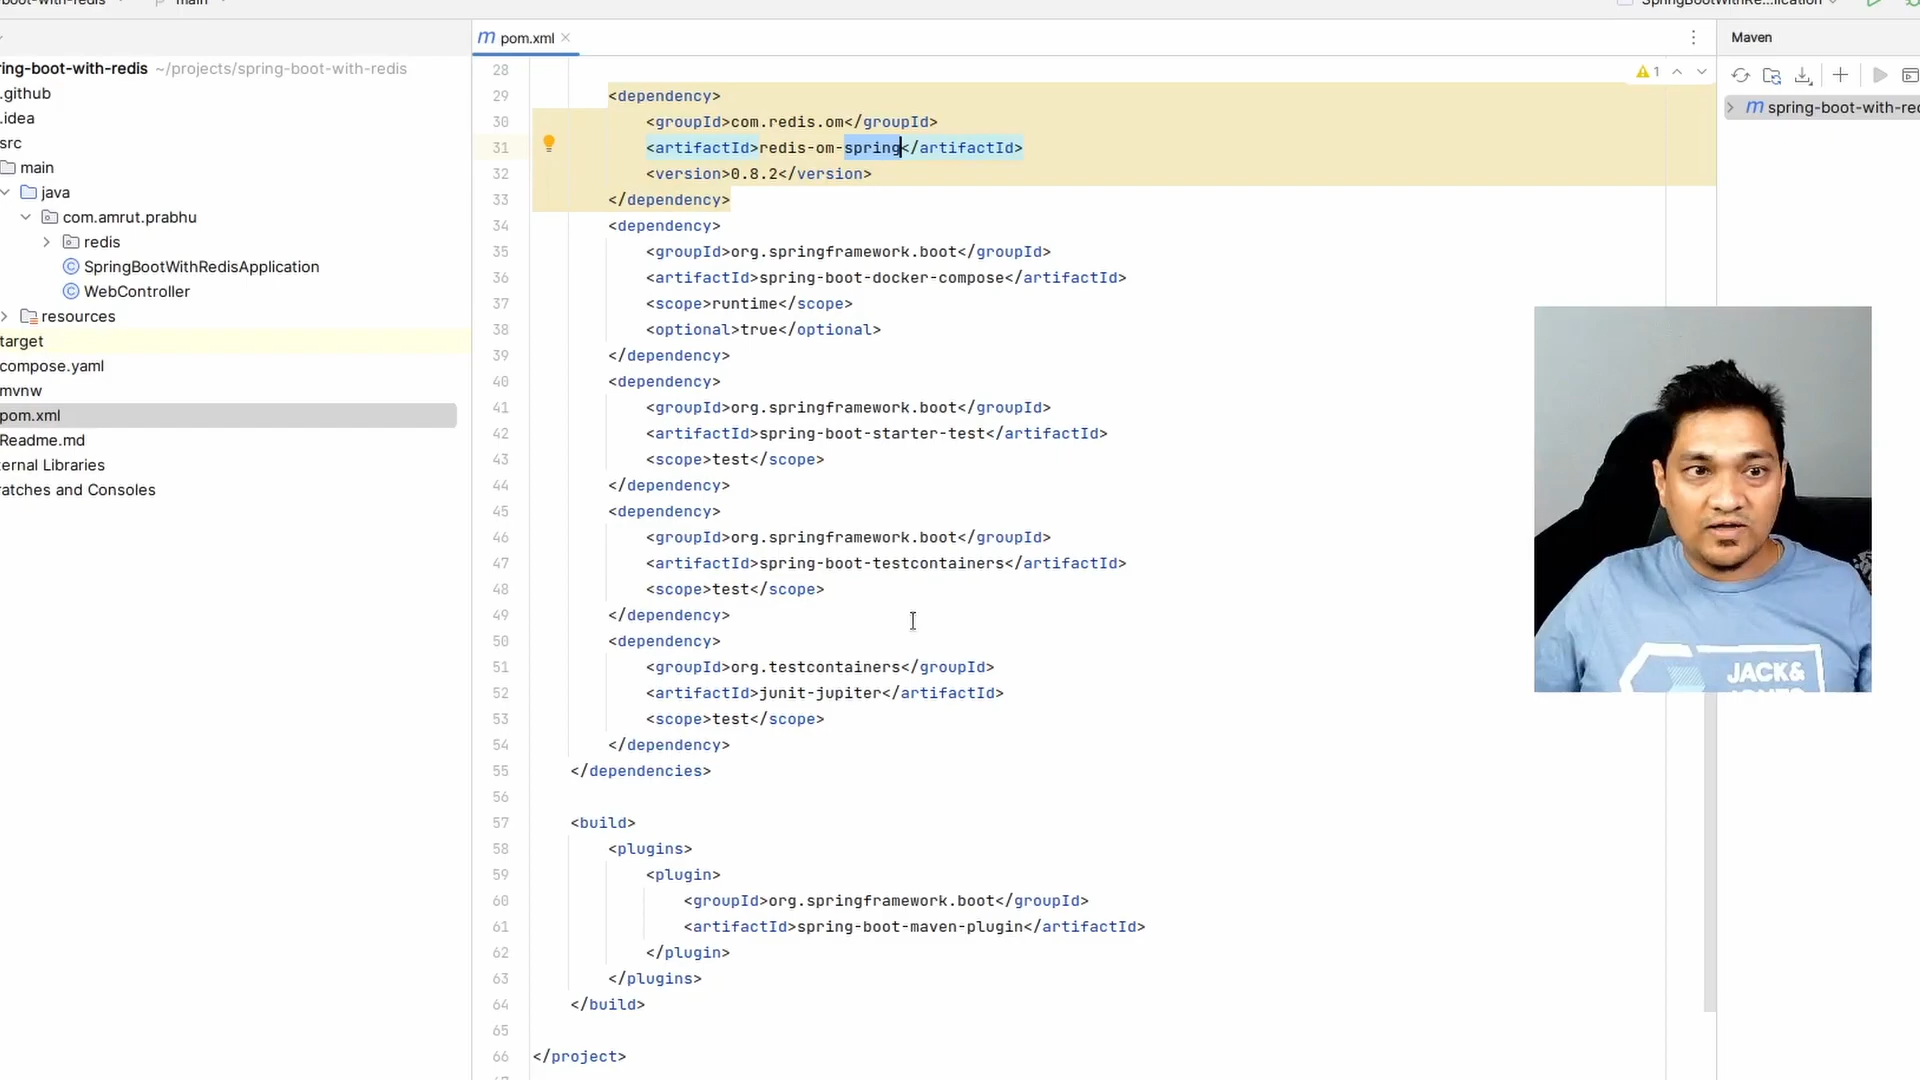 main
pom.xml
Maven
ring-boot-with-redis ~/projects/spring-boot-with-redis
.github
.idea
src
main
java
com.amrut.prabhu
redis
SpringBootWithRedisApplication
WebController
resources
target
compose.yaml
mvnw
pom.xml
Readme.md
ternal Libraries
ratches and Consoles
28
29 <dependency>
30 <groupId>com.redis.om</groupId>
31 <artifactId>redis-om-spring</artifactId>
32 <version>0.8.2</version>
33 </dependency>
34 <dependency>
35 <groupId>org.springframework.boot</groupId>
36 <artifactId>spring-boot-docker-compose</artifactId>
37 <scope>runtime</scope>
38 <optional>true</optional>
39 </dependency>
40 <dependency>
41 <groupId>org.springframework.boot</groupId>
42 <artifactId>spring-boot-starter-test</artifactId>
43 <scope>test</scope>
44 </dependency>
45 <dependency>
46 <groupId>org.springframework.boot</groupId>
47 <artifactId>spring-boot-testcontainers</artifactId>
48 <scope>test</scope>
49 </dependency>
50 <dependency>
51 <groupId>org.testcontainers</groupId>
52 <artifactId>junit-jupiter</artifactId>
53 <scope>test</scope>
54 </dependency>
55 </dependencies>
56
57 <build>
58 <plugins>
59 <plugin>
60 <groupId>org.springframework.boot</groupId>
61 <artifactId>spring-boot-maven-plugin</artifactId>
62 </plugin>
63 </plugins>
64 </build>
65
66 </project>
1
m spring-boot-with-red
JACK&